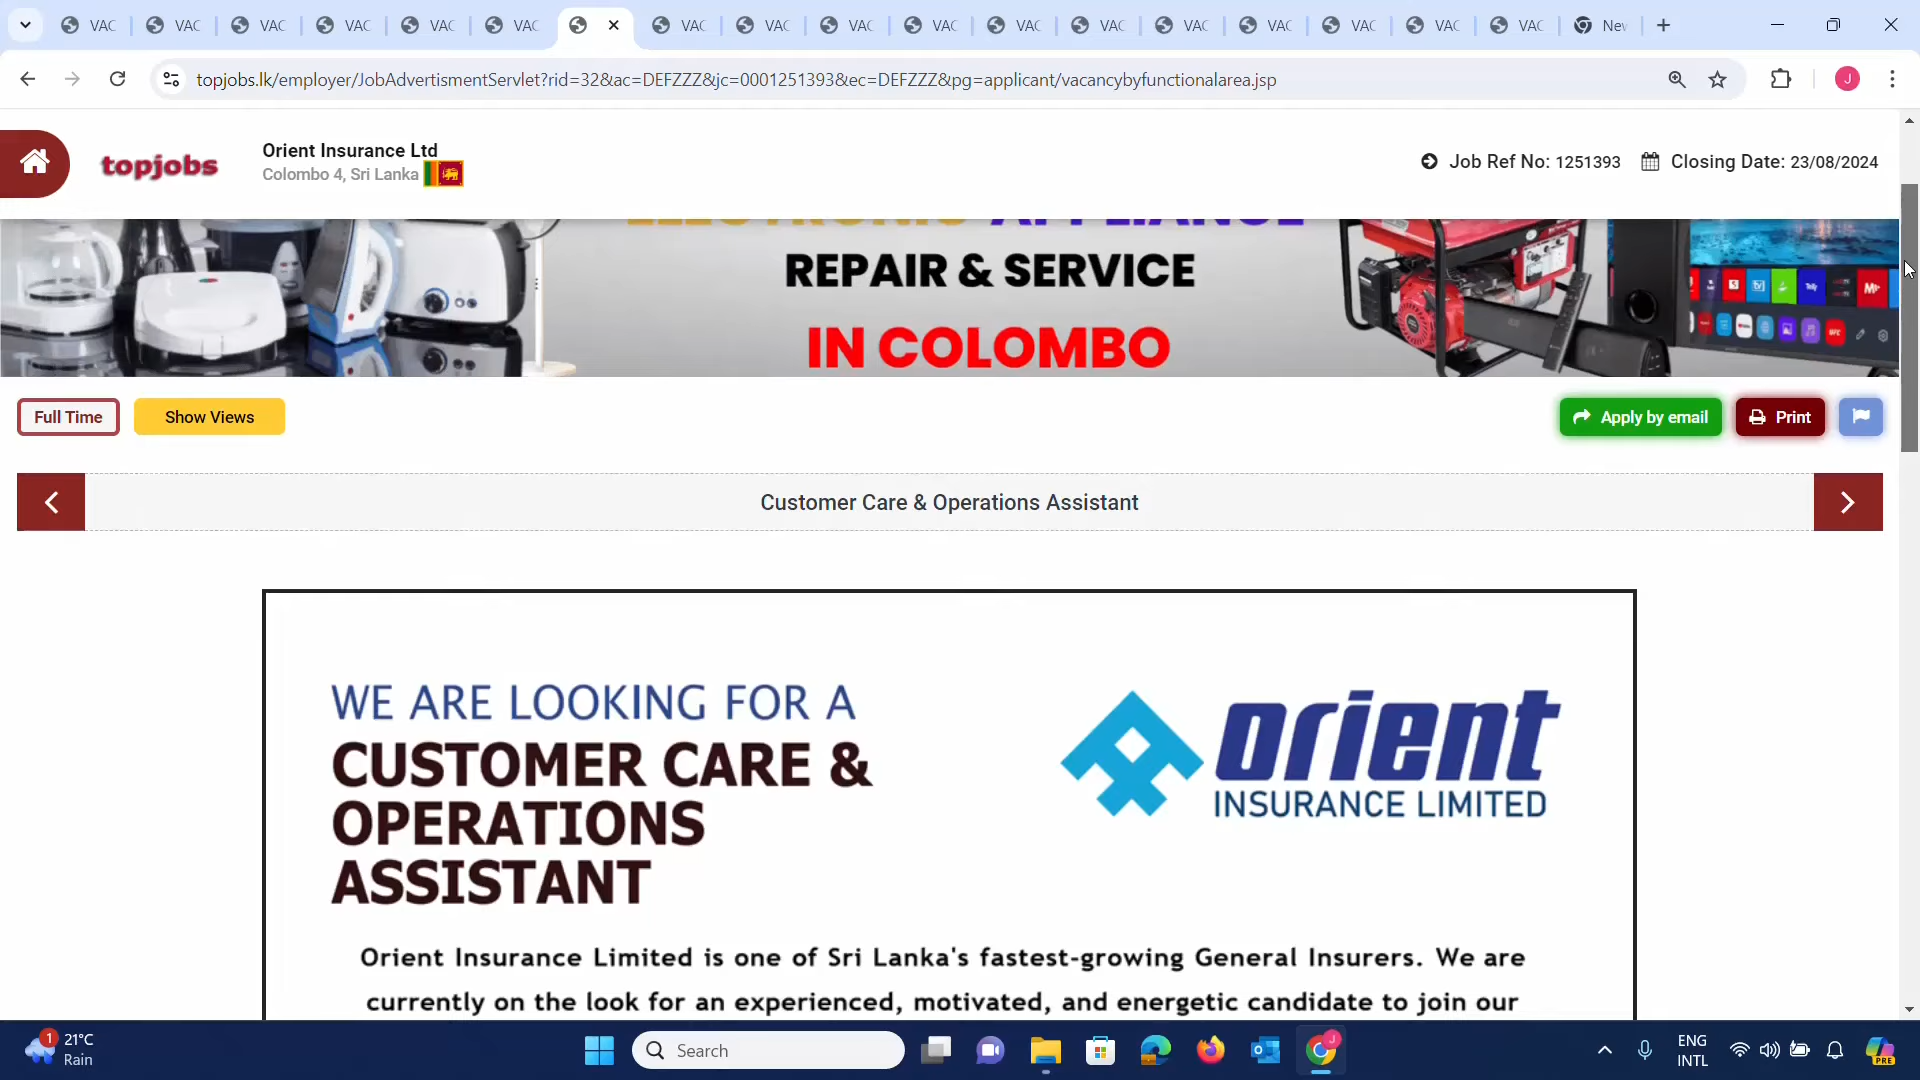 VAC VAC VAC VAC VAC VAC VAC VAC VAC VAC VAC VAC VAC VAC VAC VAC VAC Nev
topjobs.lk/employer/JobAdvertismentServlet?rid=32&ac=DEFZZZ&jc=0001251393&ec=DEFZZZ&pg=applicant/vacancybyfunctionalarea.jsp
J
topjobs
Orient Insurance Ltd
Colombo 4, Sri Lanka
Job Ref No: 1251393
Closing Date: 23/08/2024
REPAIR & SERVICE
IN COLOMBO
Full Time
Show Views
Apply by email
Print
Customer Care & Operations Assistant
WE ARE LOOKING FOR A
CUSTOMER CARE &
OPERATIONS
ASSISTANT
orient
INSURANCE LIMITED
Orient Insurance Limited is one of Sri Lanka's fastest-growing General Insurers. We are
currently on the look for an experienced, motivated, and energetic candidate to join our
1
21°C
Rain
Search
J
ENG
INTL
PRE